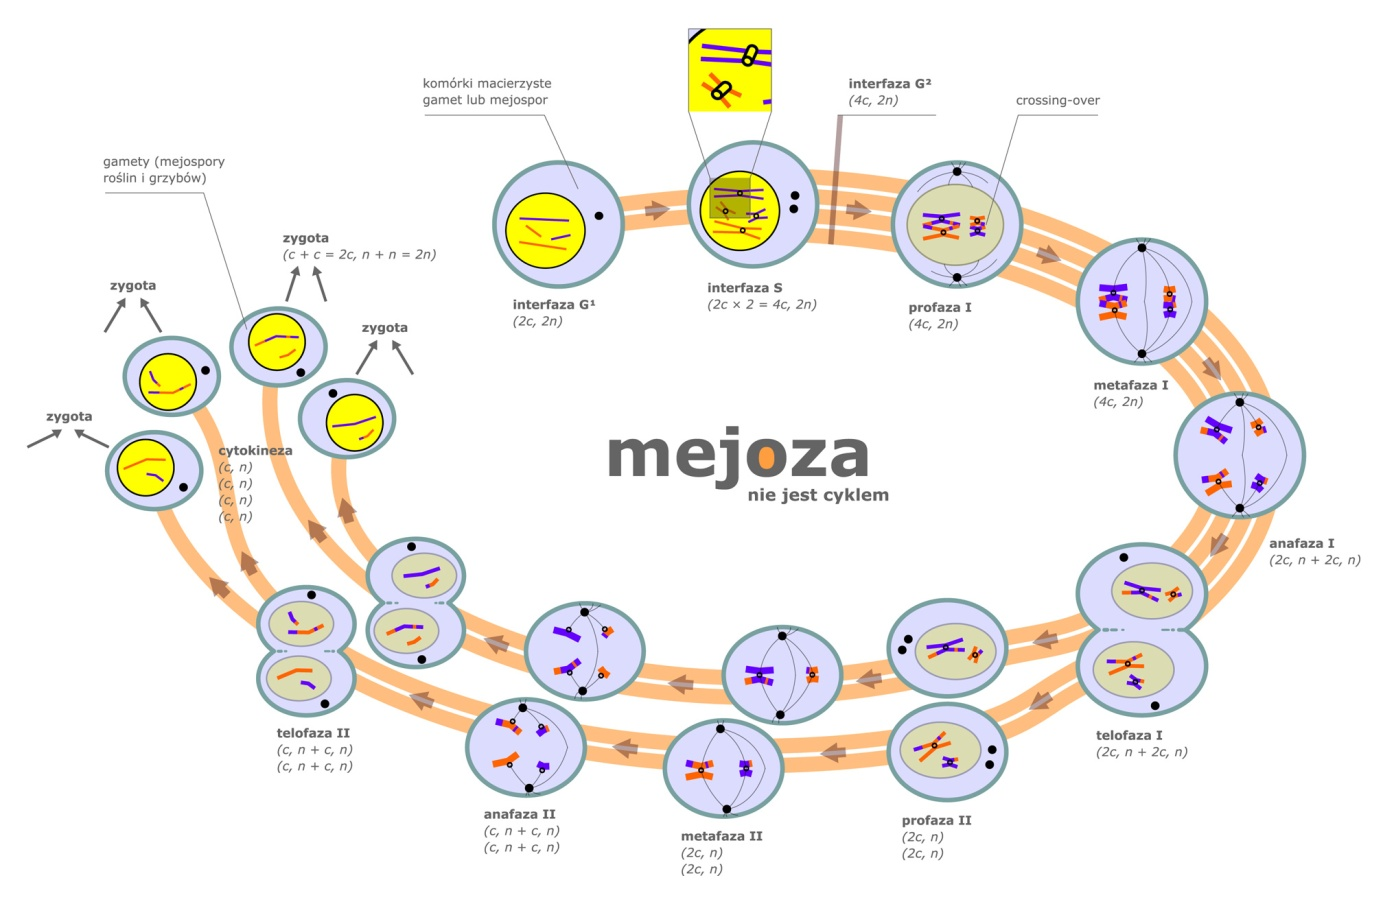 komórki macierzyste
gamet lub mejospor
interfaza G²
(4c, 2n)
crossing-over
gamety (mejospory
roślin i grzybów)
zygota
(c + c = 2c, n + n = 2n)
zygota
zygota
zygota
interfaza G¹
(2c, 2n)
interfaza S
(2c × 2 = 4c, 2n)
profaza I
(4c, 2n)
metafaza I
(4c, 2n)
mejoza
nie jest cyklem
cytokineza
(c, n)
(c, n)
(c, n)
(c, n)
anafaza I
(2c, n + 2c, n)
telofaza I
(2c, n + 2c, n)
profaza II
(2c, n)
(2c, n)
metafaza II
(2c, n)
(2c, n)
anafaza II
(c, n + c, n)
(c, n + c, n)
telofaza II
(c, n + c, n)
(c, n + c, n)